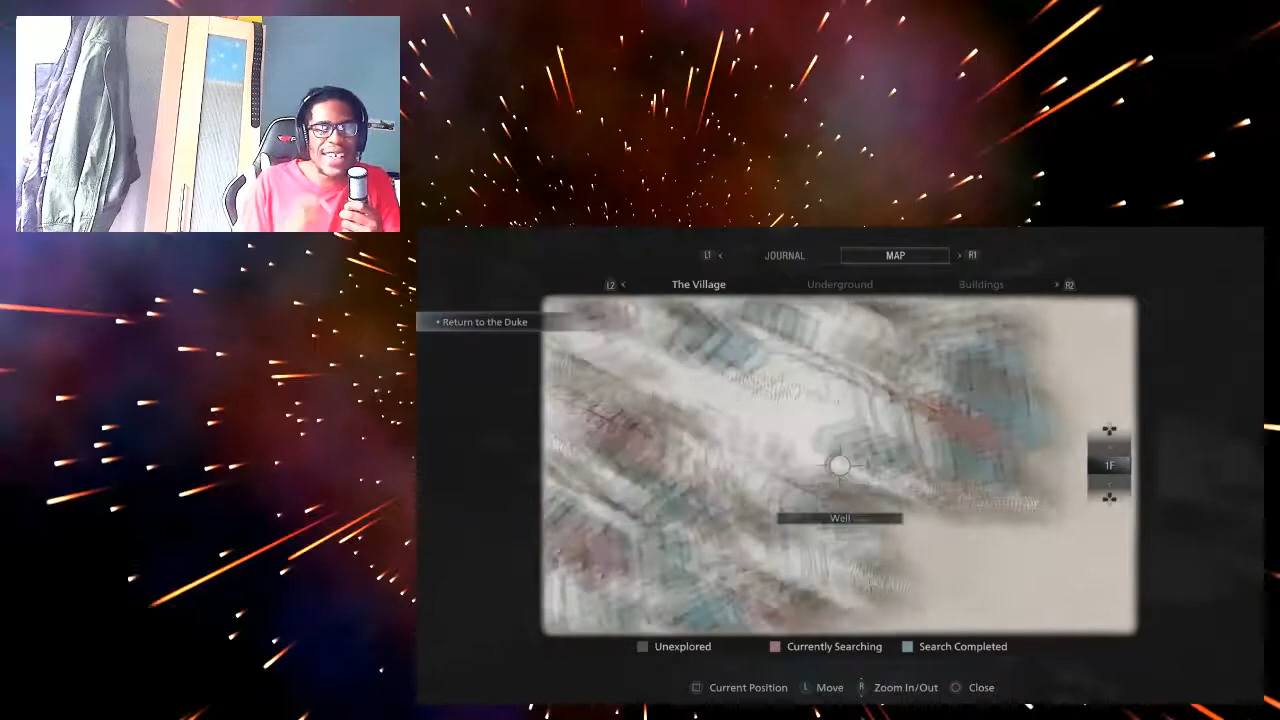 L1 JOURNAL MAP R1
L2 The Village Underground Buildings R2
• Return to the Duke
1F
Well
Unexplored Currently Searching Search Completed
Current Position L Move R Zoom In/Out Close